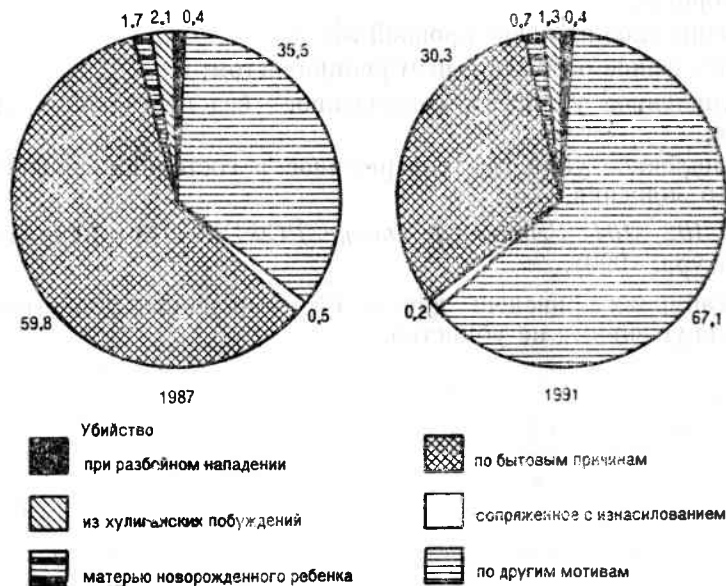 1,7 2,1 0,4
35,5
0,5
59,8
1987
0,7 1,3 0,4
30,3
0,2
67,1
1991
Убийство
при разбойном нападении
из хулиганских побуждений
матерью новорожденного ребенка
по бытовым причинам
сопряженное с изнасилованием
по другим мотивам